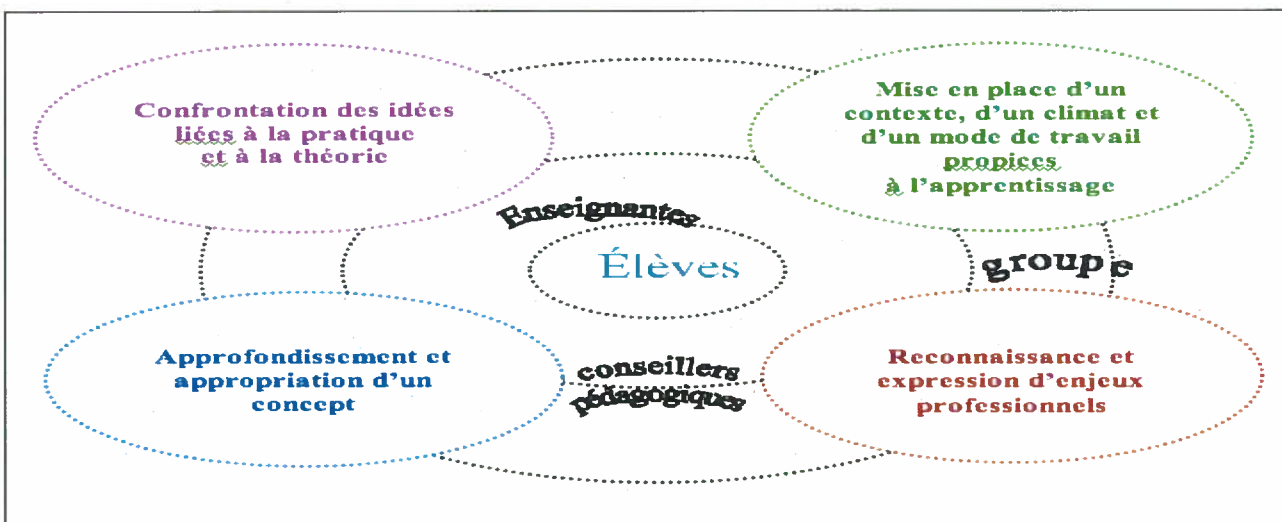 Confrontation des idées
liées à la pratique
et à la théorie
Mise en place d'un
contexte, d'un climat et
d'un mode de travail
propices
à l'apprentissage
Enseignantes
Élèves
groupe
Approfondissement et
appropriation d'un
concept
conseillers
pédagogiques
Reconnaissance et
expression d'enjeux
professionnels